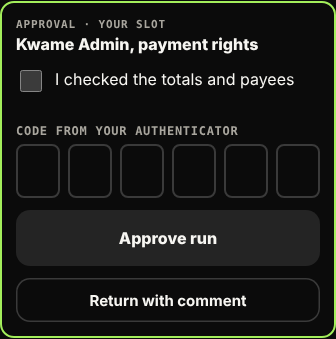 APPROVAL · YOUR SLOT
Kwame Admin, payment rights
I checked the totals and payees
CODE FROM YOUR AUTHENTICATOR
Approve run
Return with comment